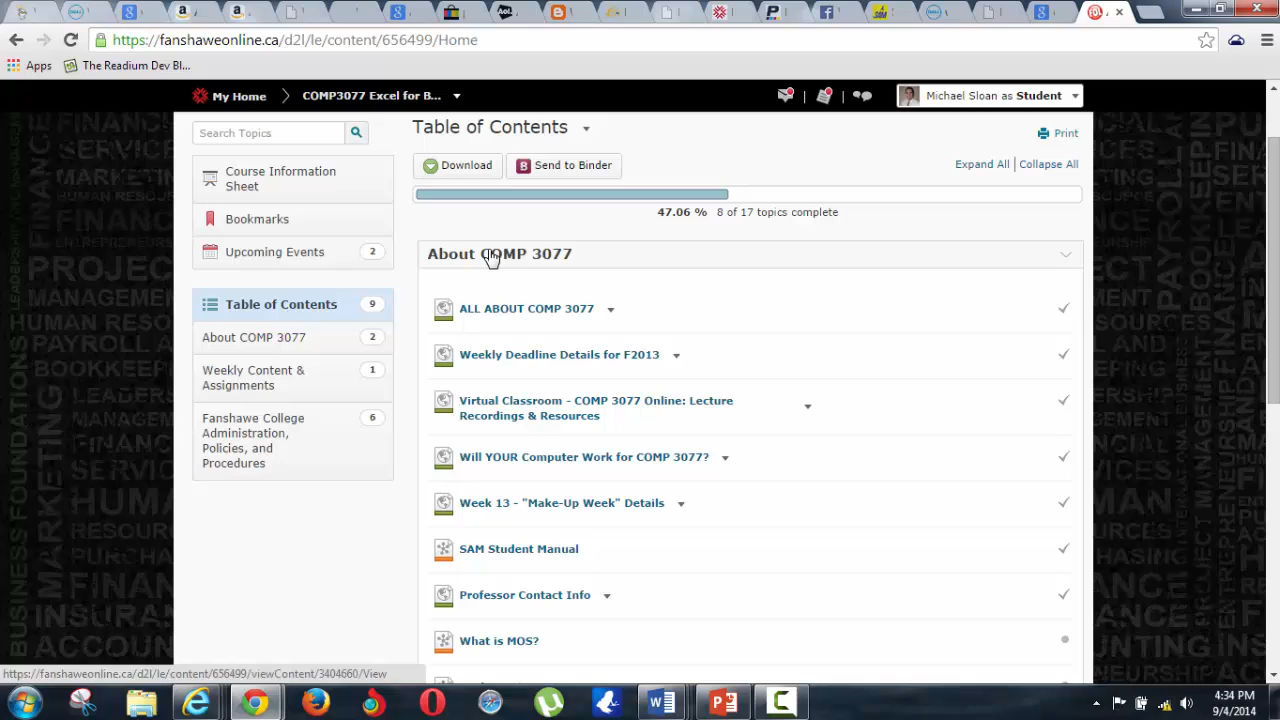 Aol.
https://fanshaweonline.ca/d2l/le/content/656499/Home
Apps
The Readium Dev Bl...
My Home
COMP3077 Excel for B...
Michael Sloan as Student
Search Topics
Table of Contents
Print
Download
Send to Binder
Expand All | Collapse All
Course Information
Sheet
Bookmarks
Upcoming Events 2
47.06 % 8 of 17 topics complete
About COMP 3077
Table of Contents 9
About COMP 3077 2
Weekly Content &
Assignments 1
Fanshawe College
Administration,
Policies, and
Procedures 6
ALL ABOUT COMP 3077
Weekly Deadline Details for F2013
Virtual Classroom - COMP 3077 Online: Lecture
Recordings & Resources
Will YOUR Computer Work for COMP 3077?
Week 13 - "Make-Up Week" Details
SAM Student Manual
Professor Contact Info
What is MOS?
https://fanshaweonline.ca/d2l/le/content/656499/viewContent/3404660/View
4:34 PM
9/4/2014